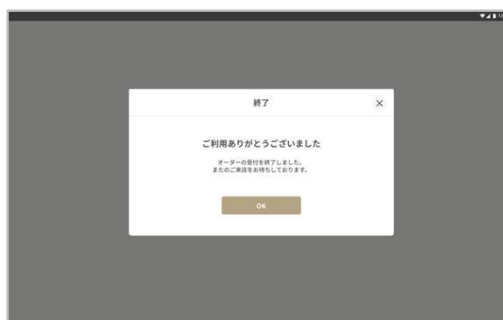 終了
ご利用ありがとうございました
オーダーの受付を終了しました。
またのご来店をお待ちしております。
OK